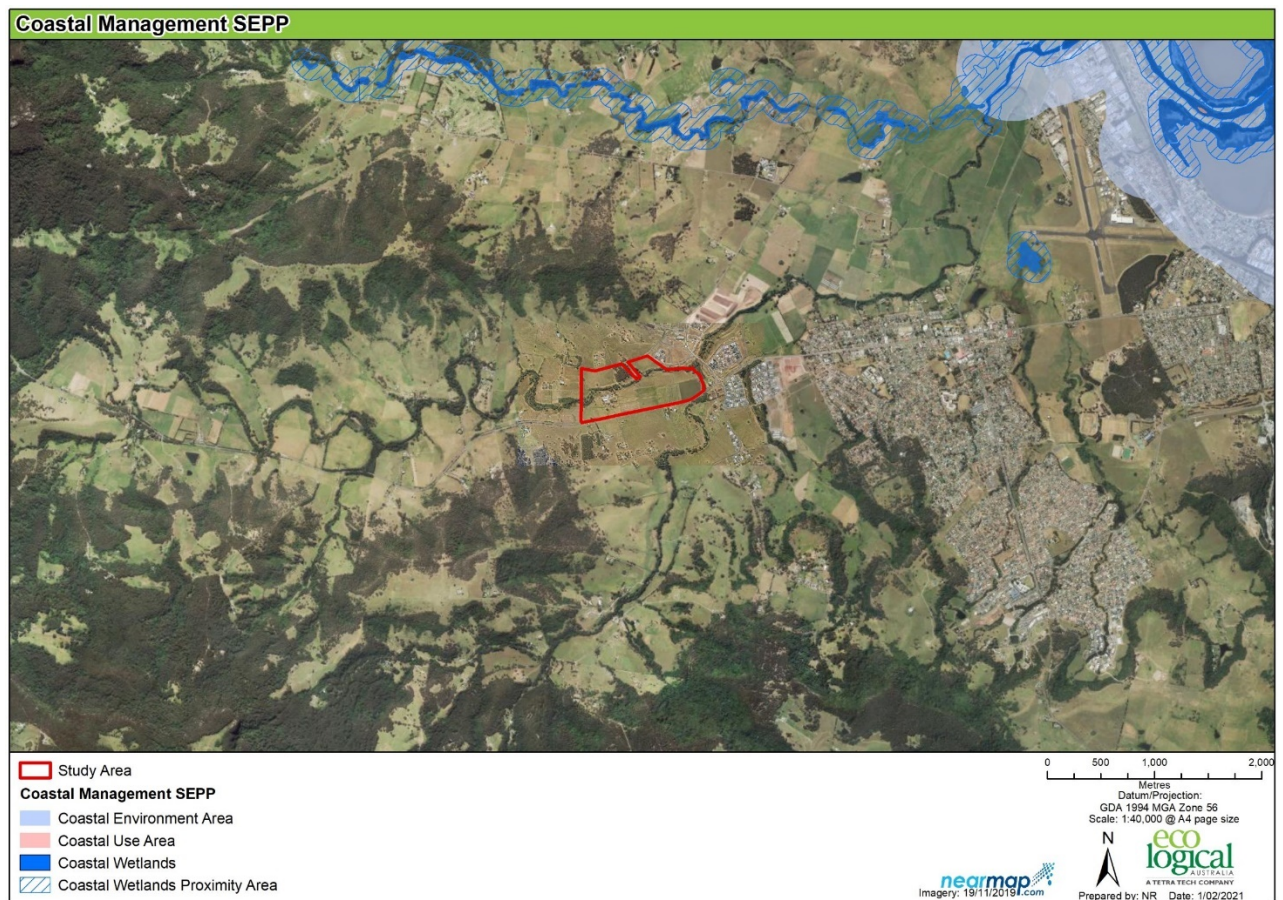 Coastal Management SEPP
Study Area
Coastal Management SEPP
Coastal Environment Area
Coastal Use Area
Coastal Wetlands
Coastal Wetlands Proximity Area
0 500 1,000 2,000
Metres
Datum/Projection:
GDA 1994 MGA Zone 56
Scale: 1:40,000 @ A4 page size
N
eco
logical
AUSTRALIA
A TETRA TECH COMPANY
nearmap
.com
Imagery: 19/11/2019
Prepared by: NR Date: 1/02/2021